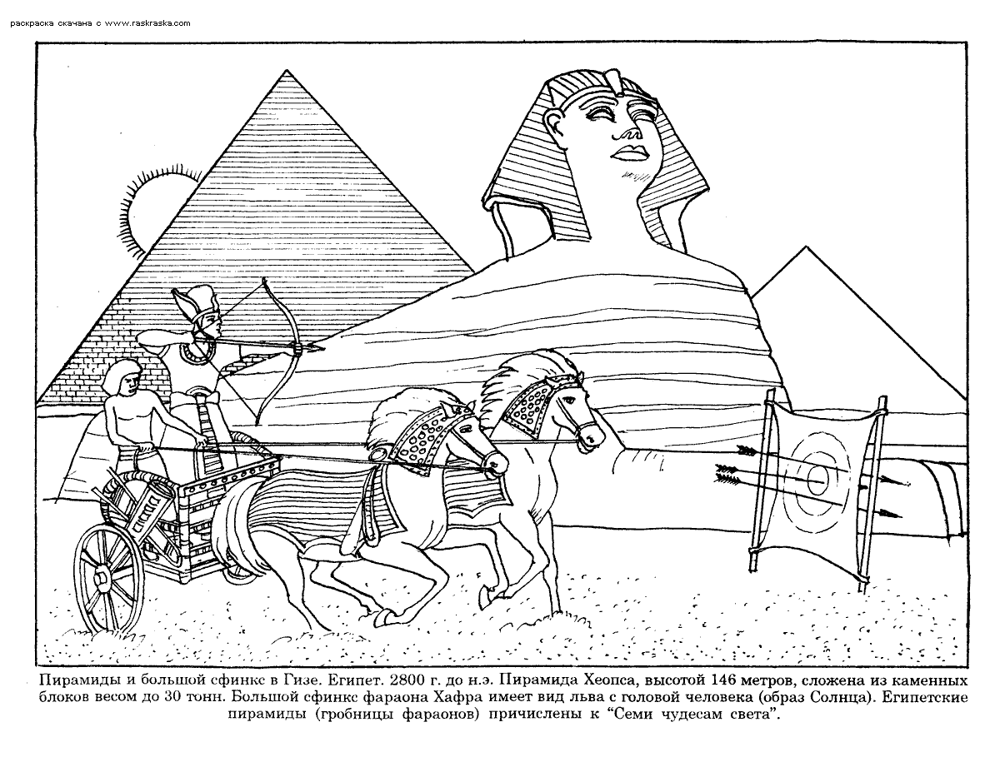 раскраска скачана с www.raskraska.com
Пирамиды и большой сфинкс в Гизе. Египет. 2800 г. до н.э. Пирамида Хеопса, высотой 146 метров, сложена из каменных
блоков весом до 30 тонн. Большой сфинкс фараона Хафра имеет вид льва с головой человека (образ Солнца). Египетские
пирамиды (гробницы фараонов) причислены к “Семи чудесам света”.